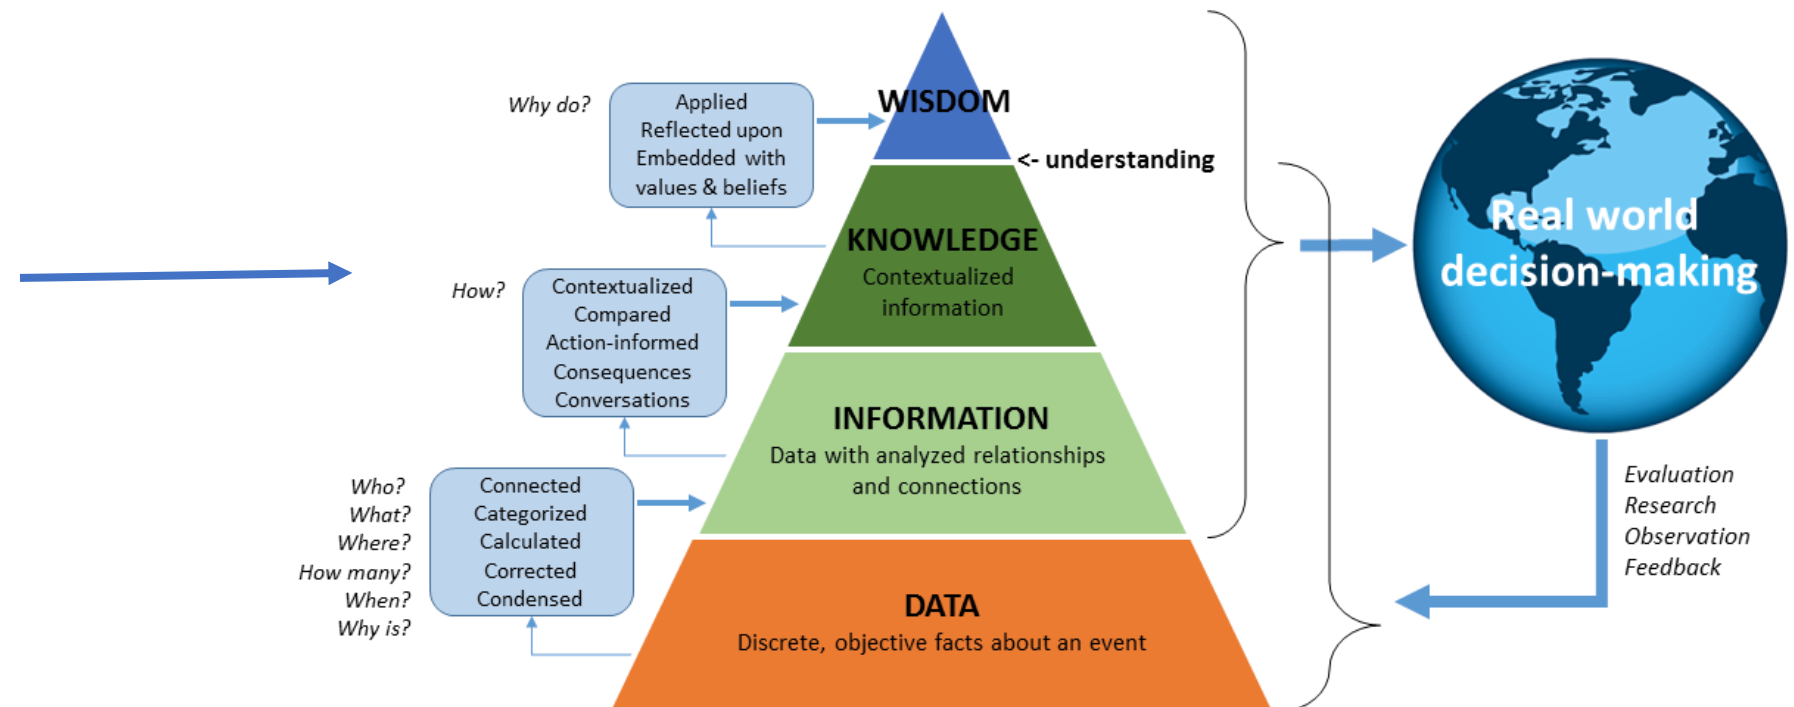 WISDOM
Why do?
Applied
Reflected upon
Embedded with
values & beliefs
<- understanding
KNOWLEDGE
Contextualized
information
How?
Contextualized
Compared
Action-informed
Consequences
Conversations
INFORMATION
Data with analyzed relationships
and connections
Who?
What?
Where?
How many?
When?
Why is?
Connected
Categorized
Calculated
Corrected
Condensed
DATA
Discrete, objective facts about an event
Real world
decision-making
Evaluation
Research
Observation
Feedback